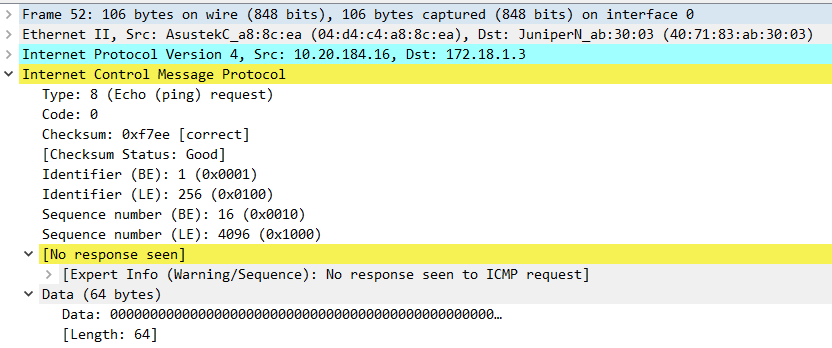 Frame 52: 106 bytes on wire (848 bits), 106 bytes captured (848 bits) on interface 0
Ethernet II, Src: AsustekC_a8:8c:ea (04:d4:c4:a8:8c:ea), Dst: JuniperN_ab:30:03 (40:71:83:ab:30:03)
Internet Protocol Version 4, Src: 10.20.184.16, Dst: 172.18.1.3
Internet Control Message Protocol
Type: 8 (Echo (ping) request)
Code: 0
Checksum: 0xf7ee [correct]
[Checksum Status: Good]
Identifier (BE): 1 (0x0001)
Identifier (LE): 256 (0x0100)
Sequence number (BE): 16 (0x0010)
Sequence number (LE): 4096 (0x1000)
[No response seen]
[Expert Info (Warning/Sequence): No response seen to ICMP request]
Data (64 bytes)
Data: 000000000000000000000000000000000000000000000000…
[Length: 64]